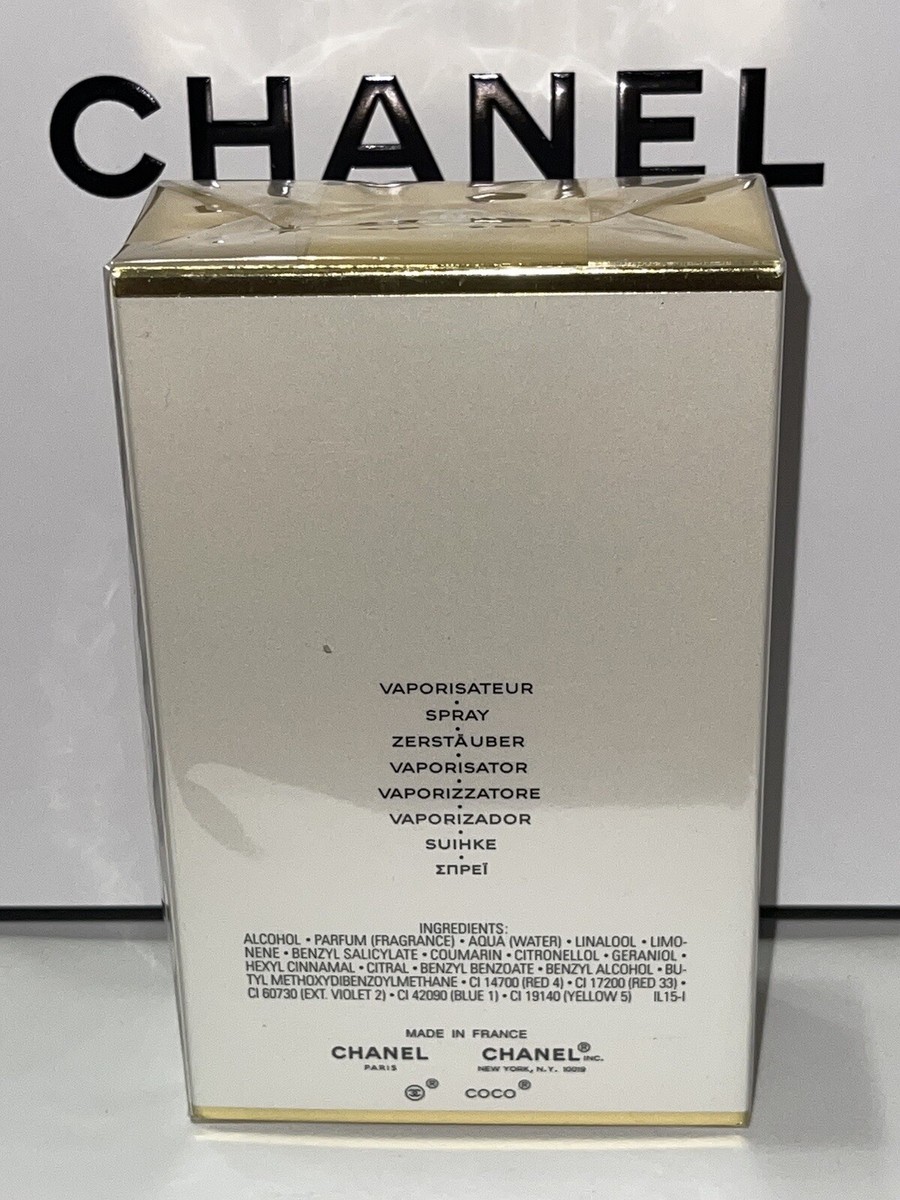 CHANEL
VAPORISATEUR
•
SPRAY
•
ZERSTÄUBER
•
VAPORISATOR
•
VAPORIZZATORE
•
VAPORIZADOR
•
SUIHKE
•
ΣΠΡΕΪ
INGREDIENTS:
ALCOHOL • PARFUM (FRAGRANCE) • AQUA (WATER) • LINALOOL • LIMO-
NENE • BENZYL SALICYLATE • COUMARIN • CITRONELLOL • GERANIOL •
HEXYL CINNAMAL • CITRAL • BENZYL BENZOATE • BENZYL ALCOHOL • BU-
TYL METHOXYDIBENZOYLMETHANE • CI 14700 (RED 4) • CI 17200 (RED 33) •
CI 60730 (EXT. VIOLET 2) • CI 42090 (BLUE 1) • CI 19140 (YELLOW 5) IL15-I
MADE IN FRANCE
CHANEL CHANEL® INC.
PARIS NEW YORK, N.Y. 10019
® COCO®